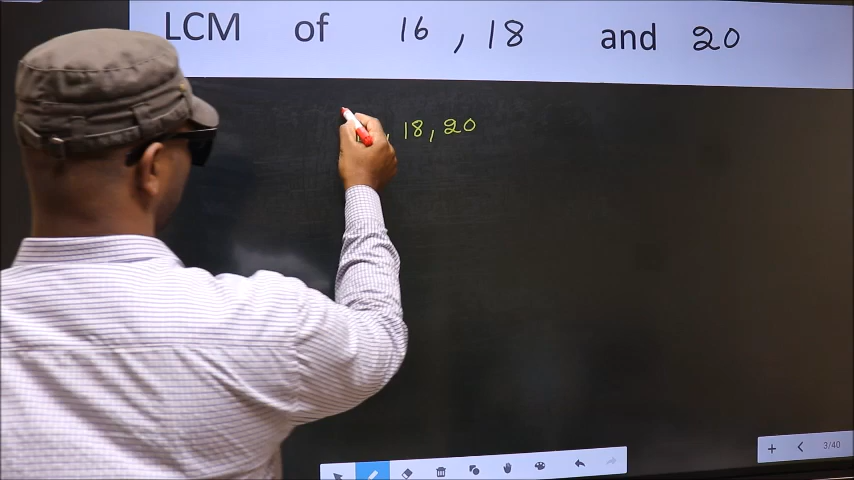 LCM of 16 , 18 and 20
, 18, 20
3/40